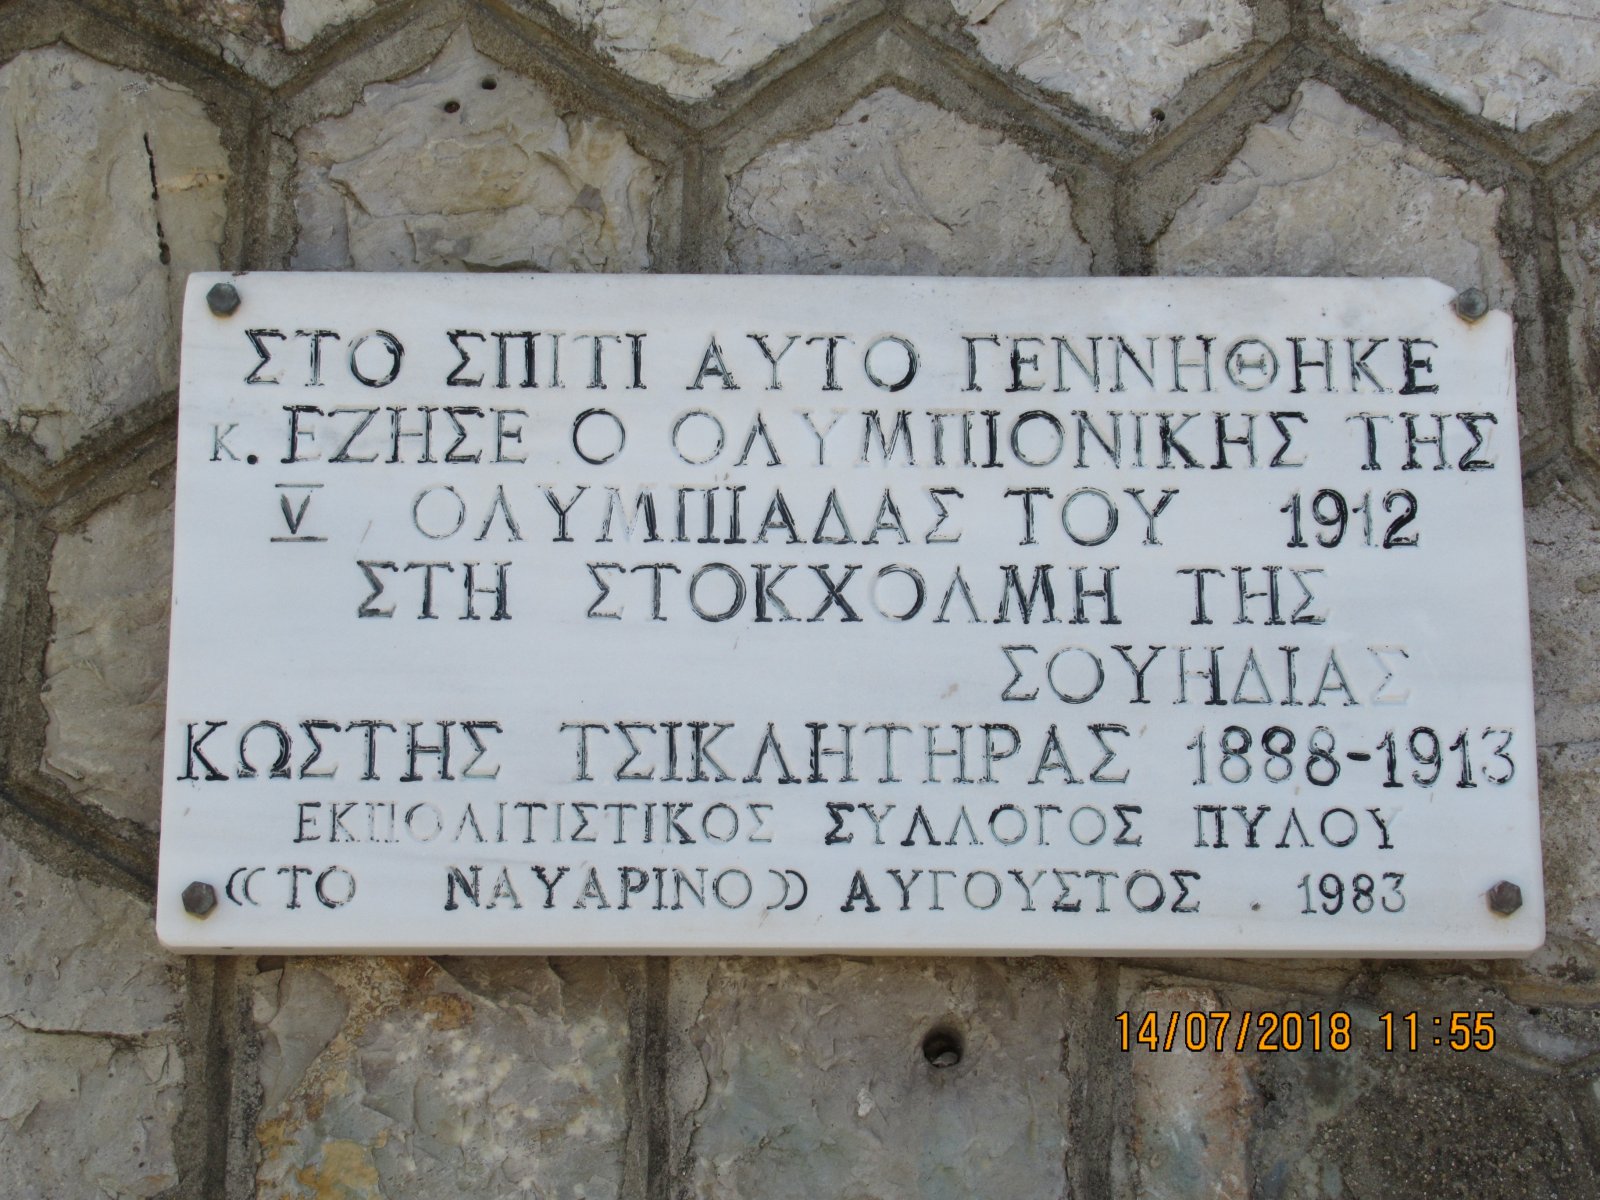 ΣΤΟ ΣΠΙΤΙ ΑΥΤΟ ΓΕΝΝΗΘΗΚΕ
κ. ΕΖΗΣΕ Ο ΟΛΥΜΠΙΟΝΙΚΗΣ ΤΗΣ
V ΟΛΥΜΠΙΑΔΑΣ ΤΟΥ 1912
ΣΤΗ ΣΤΟΚΧΟΛΜΗ ΤΗΣ
ΣΟΥΗΔΙΑΣ
ΚΩΣΤΗΣ ΤΣΙΚΛΗΤΗΡΑΣ 1888-1913
ΕΚΠΟΛΙΤΙΣΤΙΚΟΣ ΣΥΛΛΟΓΟΣ ΠΥΛΟΥ
((ΤΟ ΝΑΥΑΡΙΝΟ)) ΑΥΓΟΥΣΤΟΣ . 1983
14/07/2018 11:55